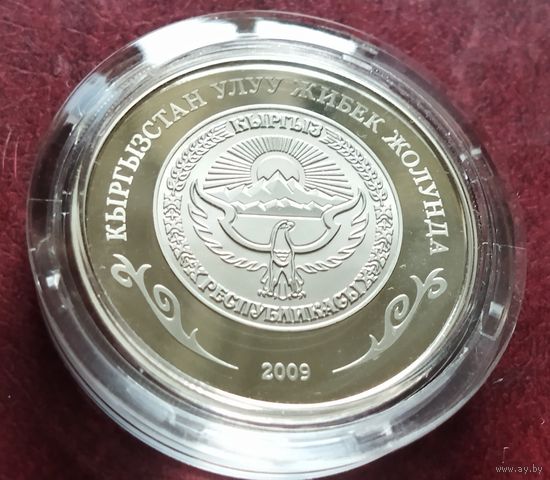 КЫРГЫЗСТАН УЛУУ ЖИБЕК ЖОЛУНДА
КЫРГЫЗ
РЕСПУБЛИКАСЫ
2009
www.ay.by